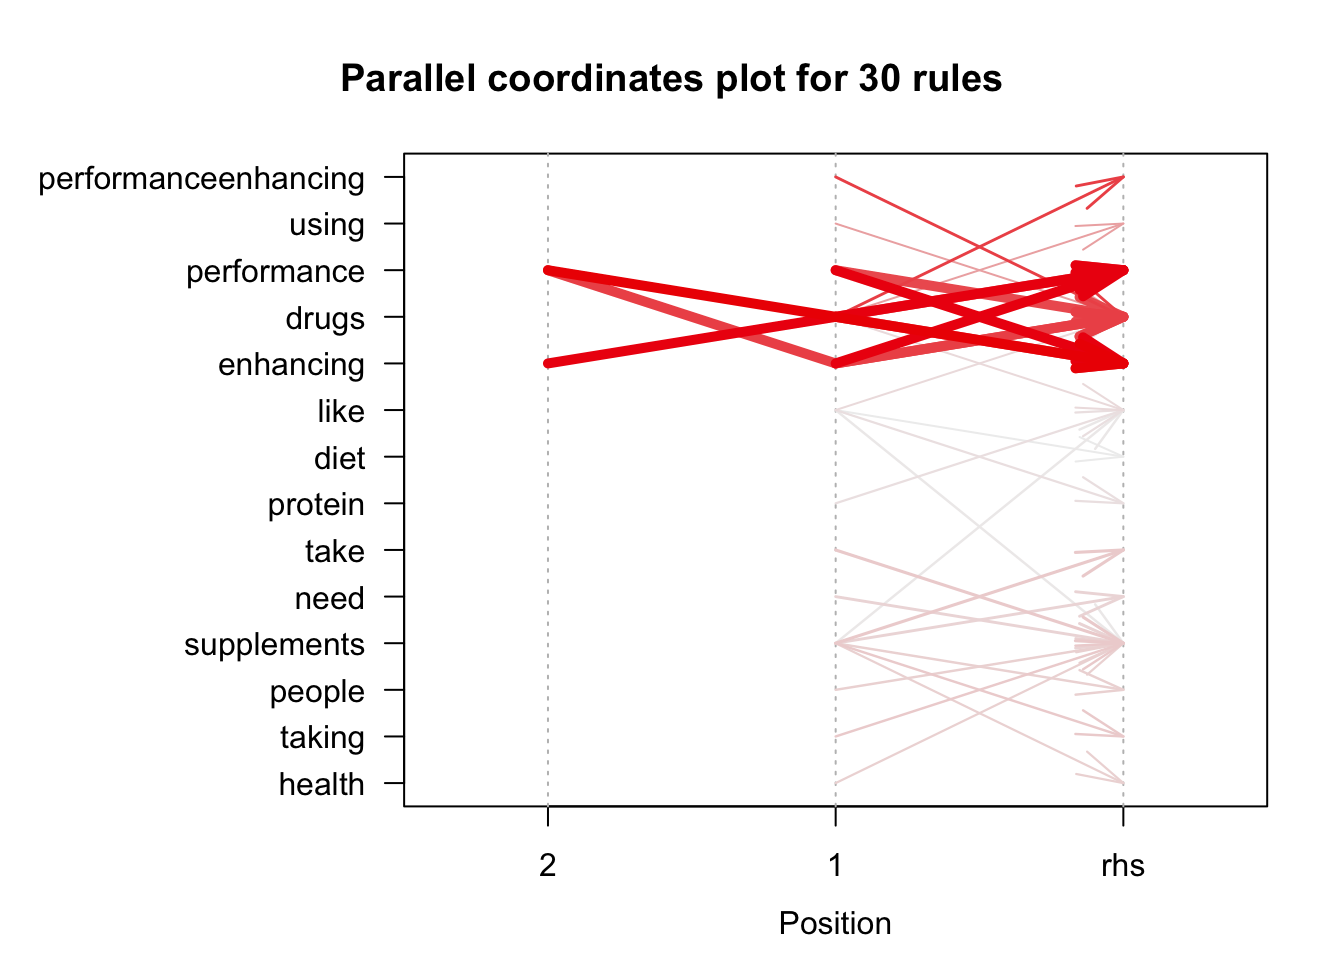 Parallel coordinates plot for 30 rules
performanceenhancing
using
performance
drugs
enhancing
like
diet
protein
take
need
supplements
people
taking
health
2 1 rhs
Position